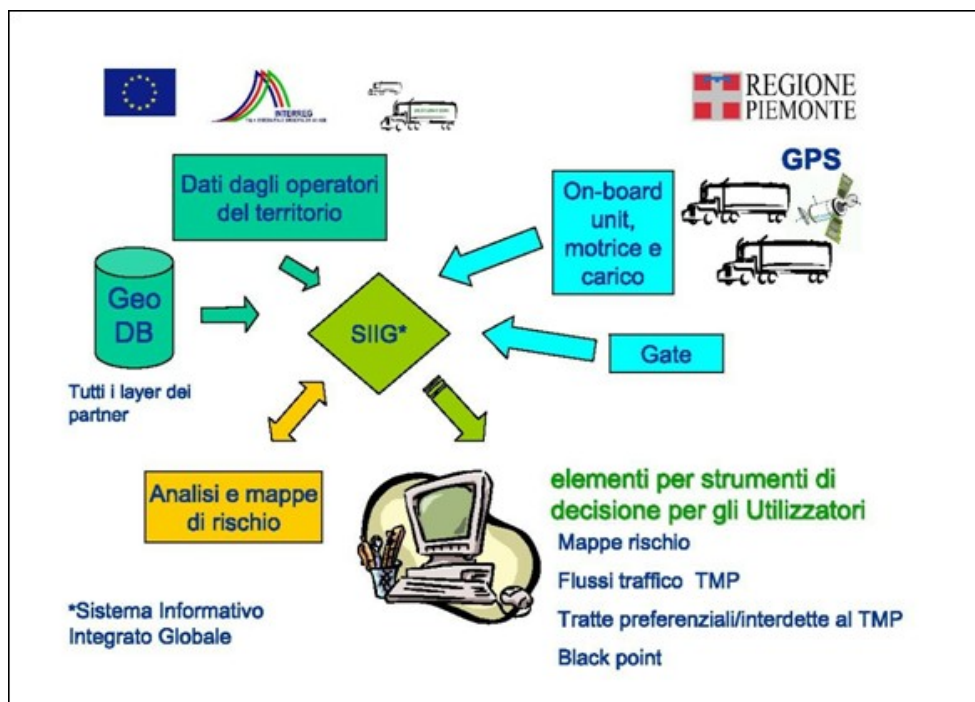 INTERREG
REGIONE
PIEMONTE
GPS
Dati dagli operatori
del territorio
On-board
unit,
motrice e
carico
Geo
DB
SIIG*
Gate
Tutti i layer dei
partner
Analisi e mappe
di rischio
elementi per strumenti di
decisione per gli Utilizzatori
Mappe rischio
Flussi traffico TMP
Tratte preferenziali/interdette al TMP
Black point
*Sistema Informativo
Integrato Globale